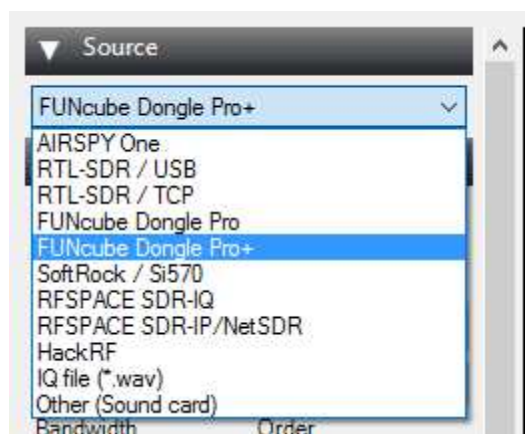 Source
FUNcube Dongle Pro+
AIRSPY One
RTL-SDR / USB
RTL-SDR / TCP
FUNcube Dongle Pro
FUNcube Dongle Pro+
SoftRock / Si570
RFSPACE SDR-IQ
RFSPACE SDR-IP/NetSDR
HackRF
IQ file (*.wav)
Other (Sound card)
Bandwidth Order